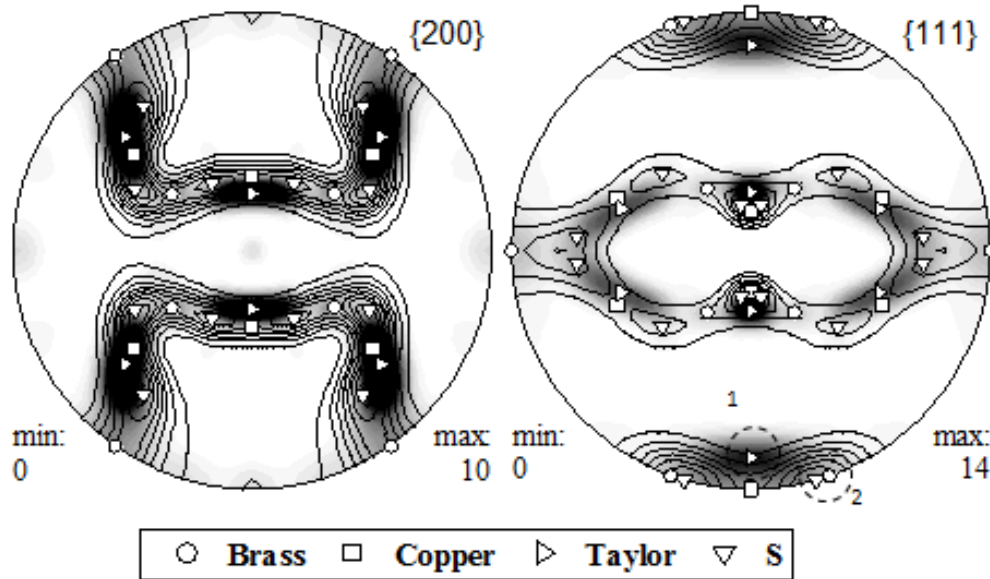 {200}
{111}
1
min:
0
max:
10
min:
0
max:
14
2
Brass Copper Taylor S